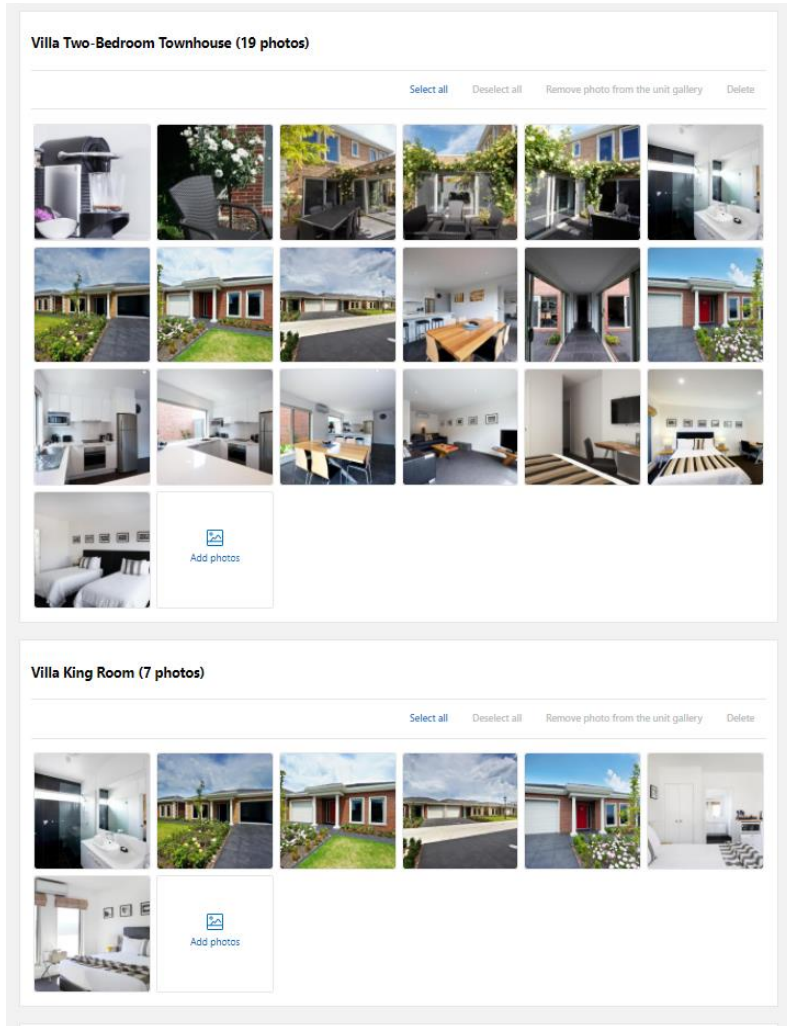 Villa Two-Bedroom Townhouse (19 photos)
Select all Deselect all Remove photo from the unit gallery Delete
Add photos
Villa King Room (7 photos)
Select all Deselect all Remove photo from the unit gallery Delete
Add photos